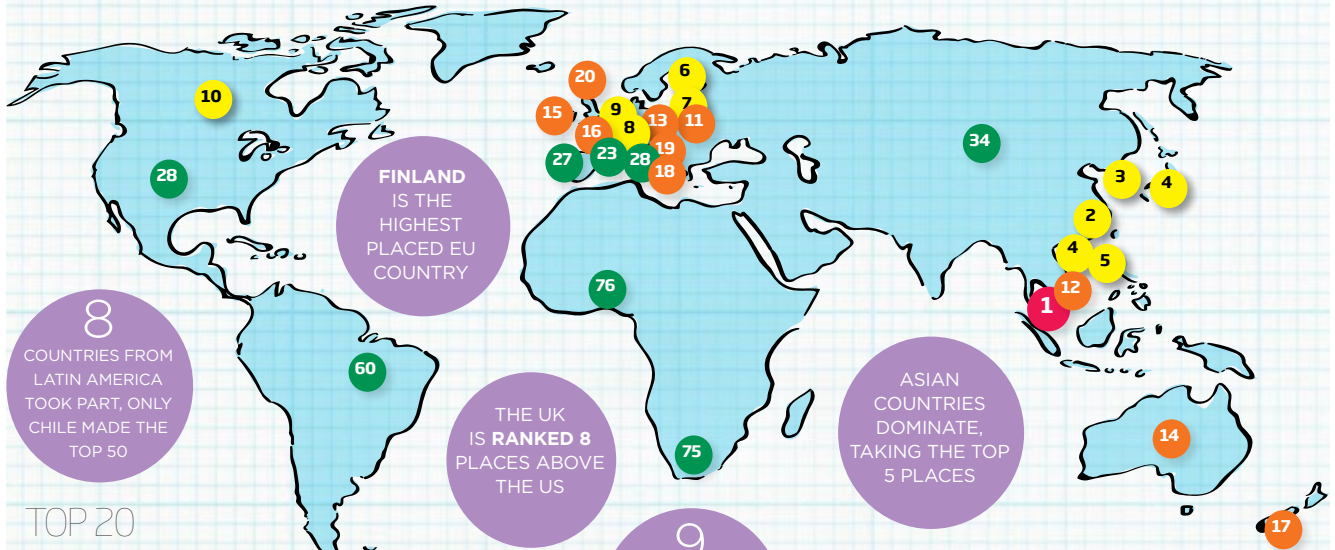 20
6
10
15
9
7
16
8
13
11
27
23
28
19
18
34
28
3
4
2
4
5
12
1
76
60
75
14
17
FINLAND
IS THE
HIGHEST
PLACED EU
COUNTRY
8
COUNTRIES FROM
LATIN AMERICA
TOOK PART, ONLY
CHILE MADE THE
TOP 50
THE UK
IS RANKED 8
PLACES ABOVE
THE US
ASIAN
COUNTRIES
DOMINATE,
TAKING THE TOP
5 PLACES
TOP 20
9